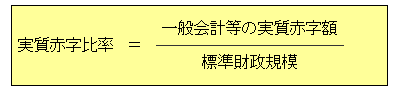 一般会計等の実質赤字額
実質赤字比率 =
標準財政規模